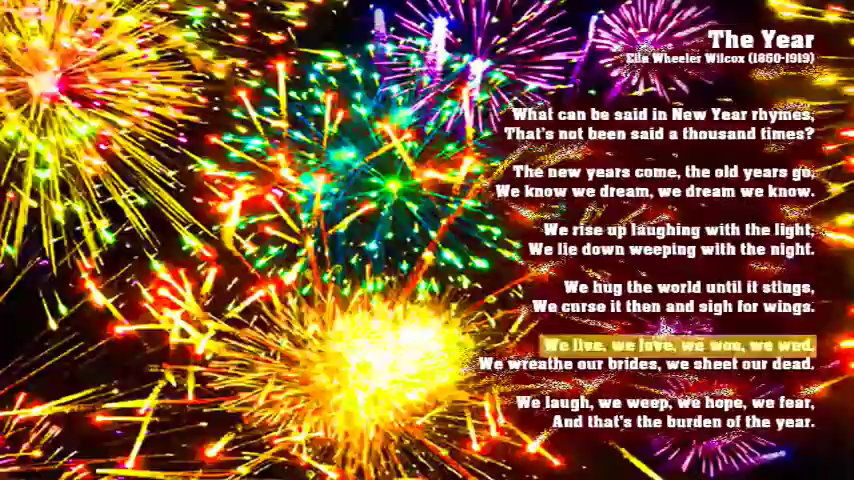 The Year
Ella Wheeler Wilcox (1850-1919)
What can be said in New Year rhymes,
That's not been said a thousand times?
The new years come, the old years go,
We know we dream, we dream we know.
We rise up laughing with the light,
We lie down weeping with the night.
We hug the world until it stings,
We curse it then and sigh for wings.
We live, we love, we woo, we wed,
We wreathe our brides, we sheet our dead.
We laugh, we weep, we hope, we fear,
And that's the burden of the year.